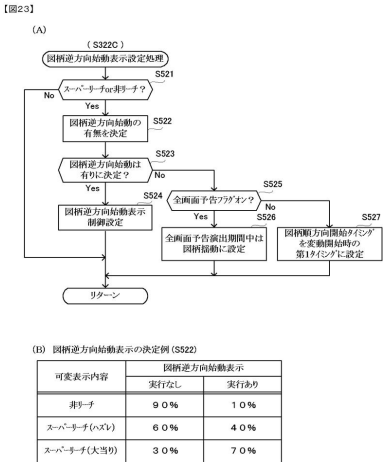 【図23】
(A)
(S322C)
図柄逆方向始動表示設定処理
S521
スーパーリーチor非リーチ?
No
Yes
S522
図柄逆方向始動の
有無を決定
S523
図柄逆方向始動は
有りに決定?
No
Yes
S524
図柄逆方向始動表示
制御設定
S525
全画面予告フラグオン?
No
Yes
S526
全画面予告演出期間中は
図柄揺動に設定
S527
図柄順方向開始タイミング
を変動開始時の
第1タイミングに設定
リターン
(B) 図柄逆方向始動表示の決定例(S522)
可変表示内容 図柄逆方向始動表示
実行なし 実行あり
非リーチ 90% 10%
スーパーリーチ(ハズレ) 60% 40%
スーパーリーチ(大当り) 30% 70%